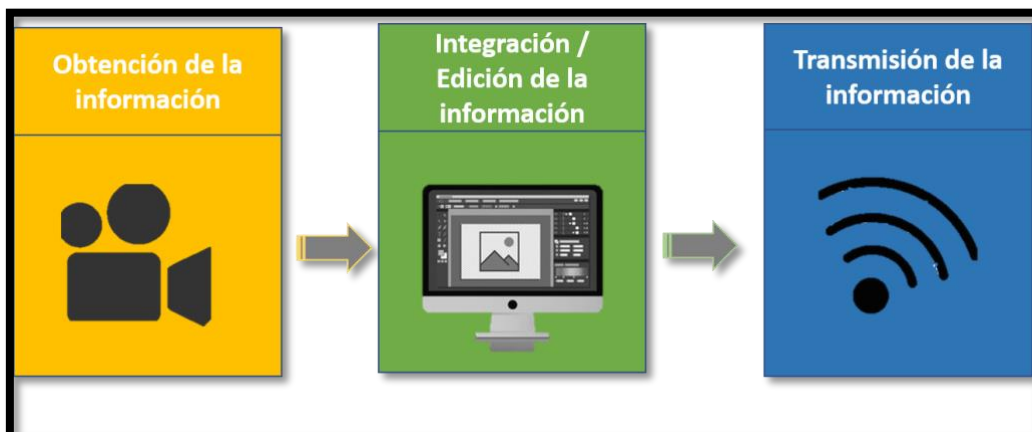 Obtención de la
información
Integración /
Edición de la
información
Transmisión de la
información